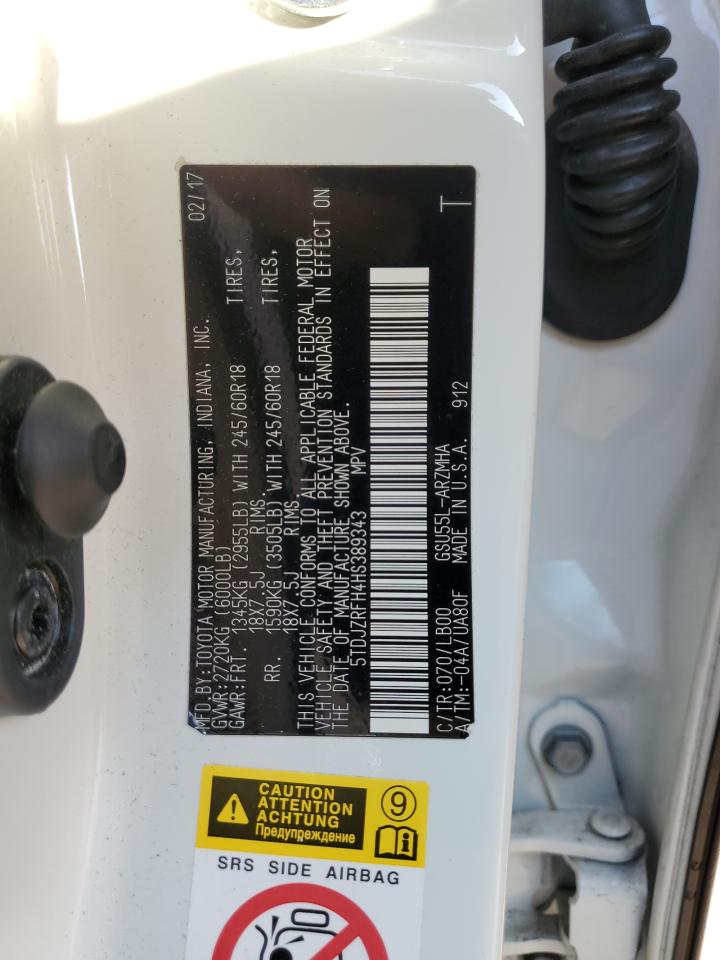 MFD.BY:TOYOTA MOTOR MANUFACTURING, INDIANA, INC. 02/17
GVWR:2720KG (6000LB)
GAWR:FRT. 1345KG (2955LB) WITH 245/60R18 TIRES,
18X7.5J RIMS.
RR. 1590KG (3505LB) WITH 245/60R18 TIRES,
18X7.5J RIMS.
THIS VEHICLE CONFORMS TO ALL APPLICABLE FEDERAL MOTOR
VEHICLE SAFETY AND THEFT PREVENTION STANDARDS IN EFFECT ON
THE DATE OF MANUFACTURE SHOWN ABOVE.
5TDJZRFH4HS389343 MPV
C/TR:070/LB00 GSU55L-ARZMHA T
A/TM:-04A/UA80F MADE IN U.S.A. 912
CAUTION
ATTENTION
ACHTUNG
Предупреждение
9
i
SRS SIDE AIRBAG